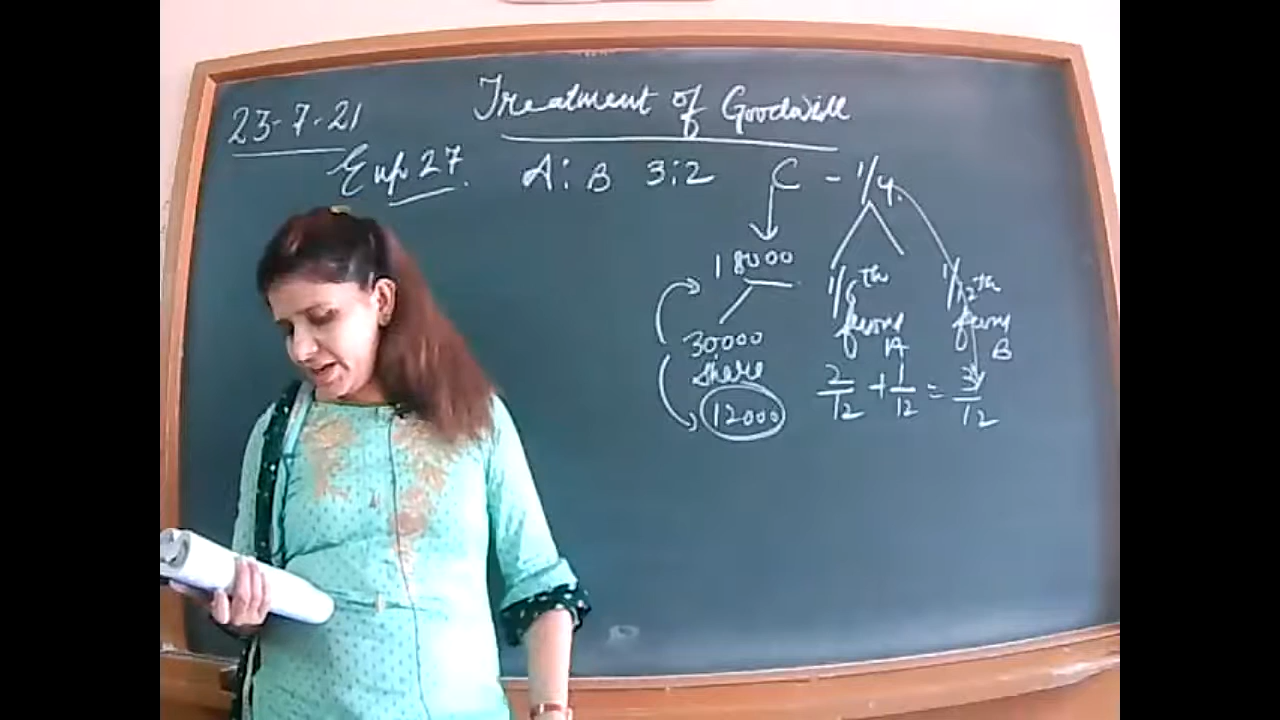 Treatment of Goodwill
23-7-21
Exp 27 A: B 3:2 C - 1/4
18000
1/6th from A 1/12th from B
30000 share
12000
2/12 + 1/12 = 3/12